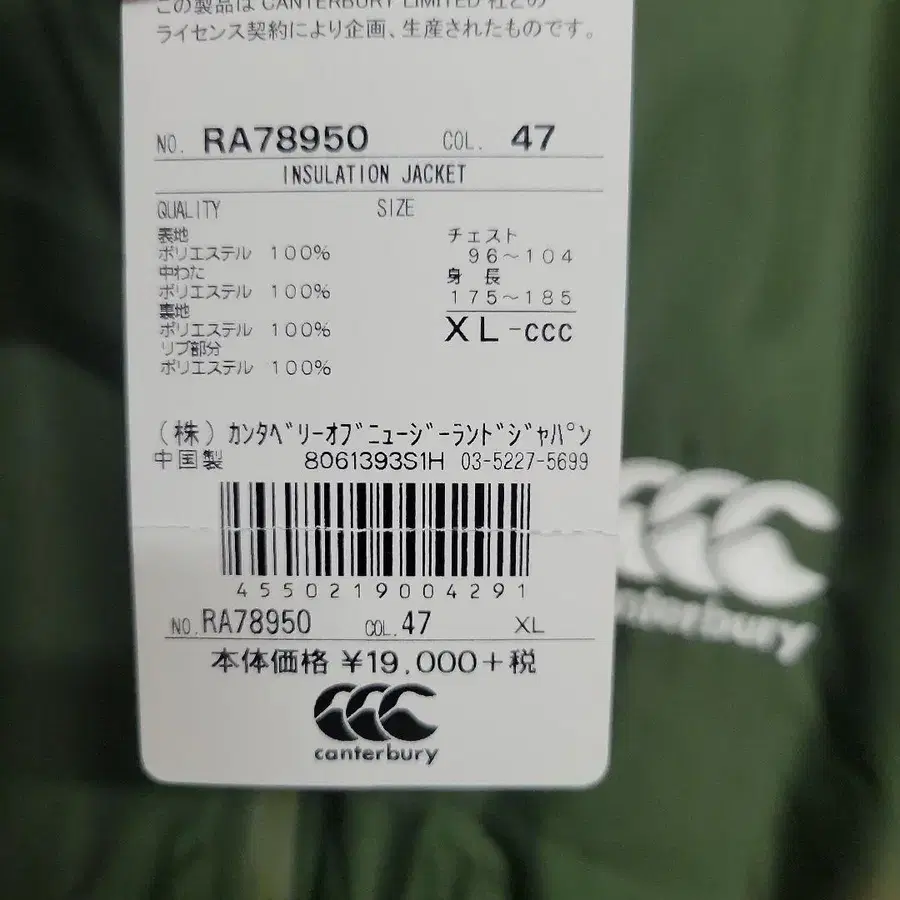 この製品は CANTERBURY LIMITED 社との
ライセンス契約により企画、生産されたものです。
NO. RA78950 COL. 47
INSULATION JACKET
QUALITY SIZE
表地
ポリエステル 100%
中わた
ポリエステル 100%
裏地
ポリエステル 100%
リブ部分
ポリエステル 100%
チェスト
96~104
身 長
175~185
XL-CCC
(株) カンタベリーオブニュージーランドジャパン
中国製 8061393S1H 03-5227-5699
4550219004291
NO. RA78950 COL. 47 XL
本体価格 ¥19,000+税
canterbury
canterbury